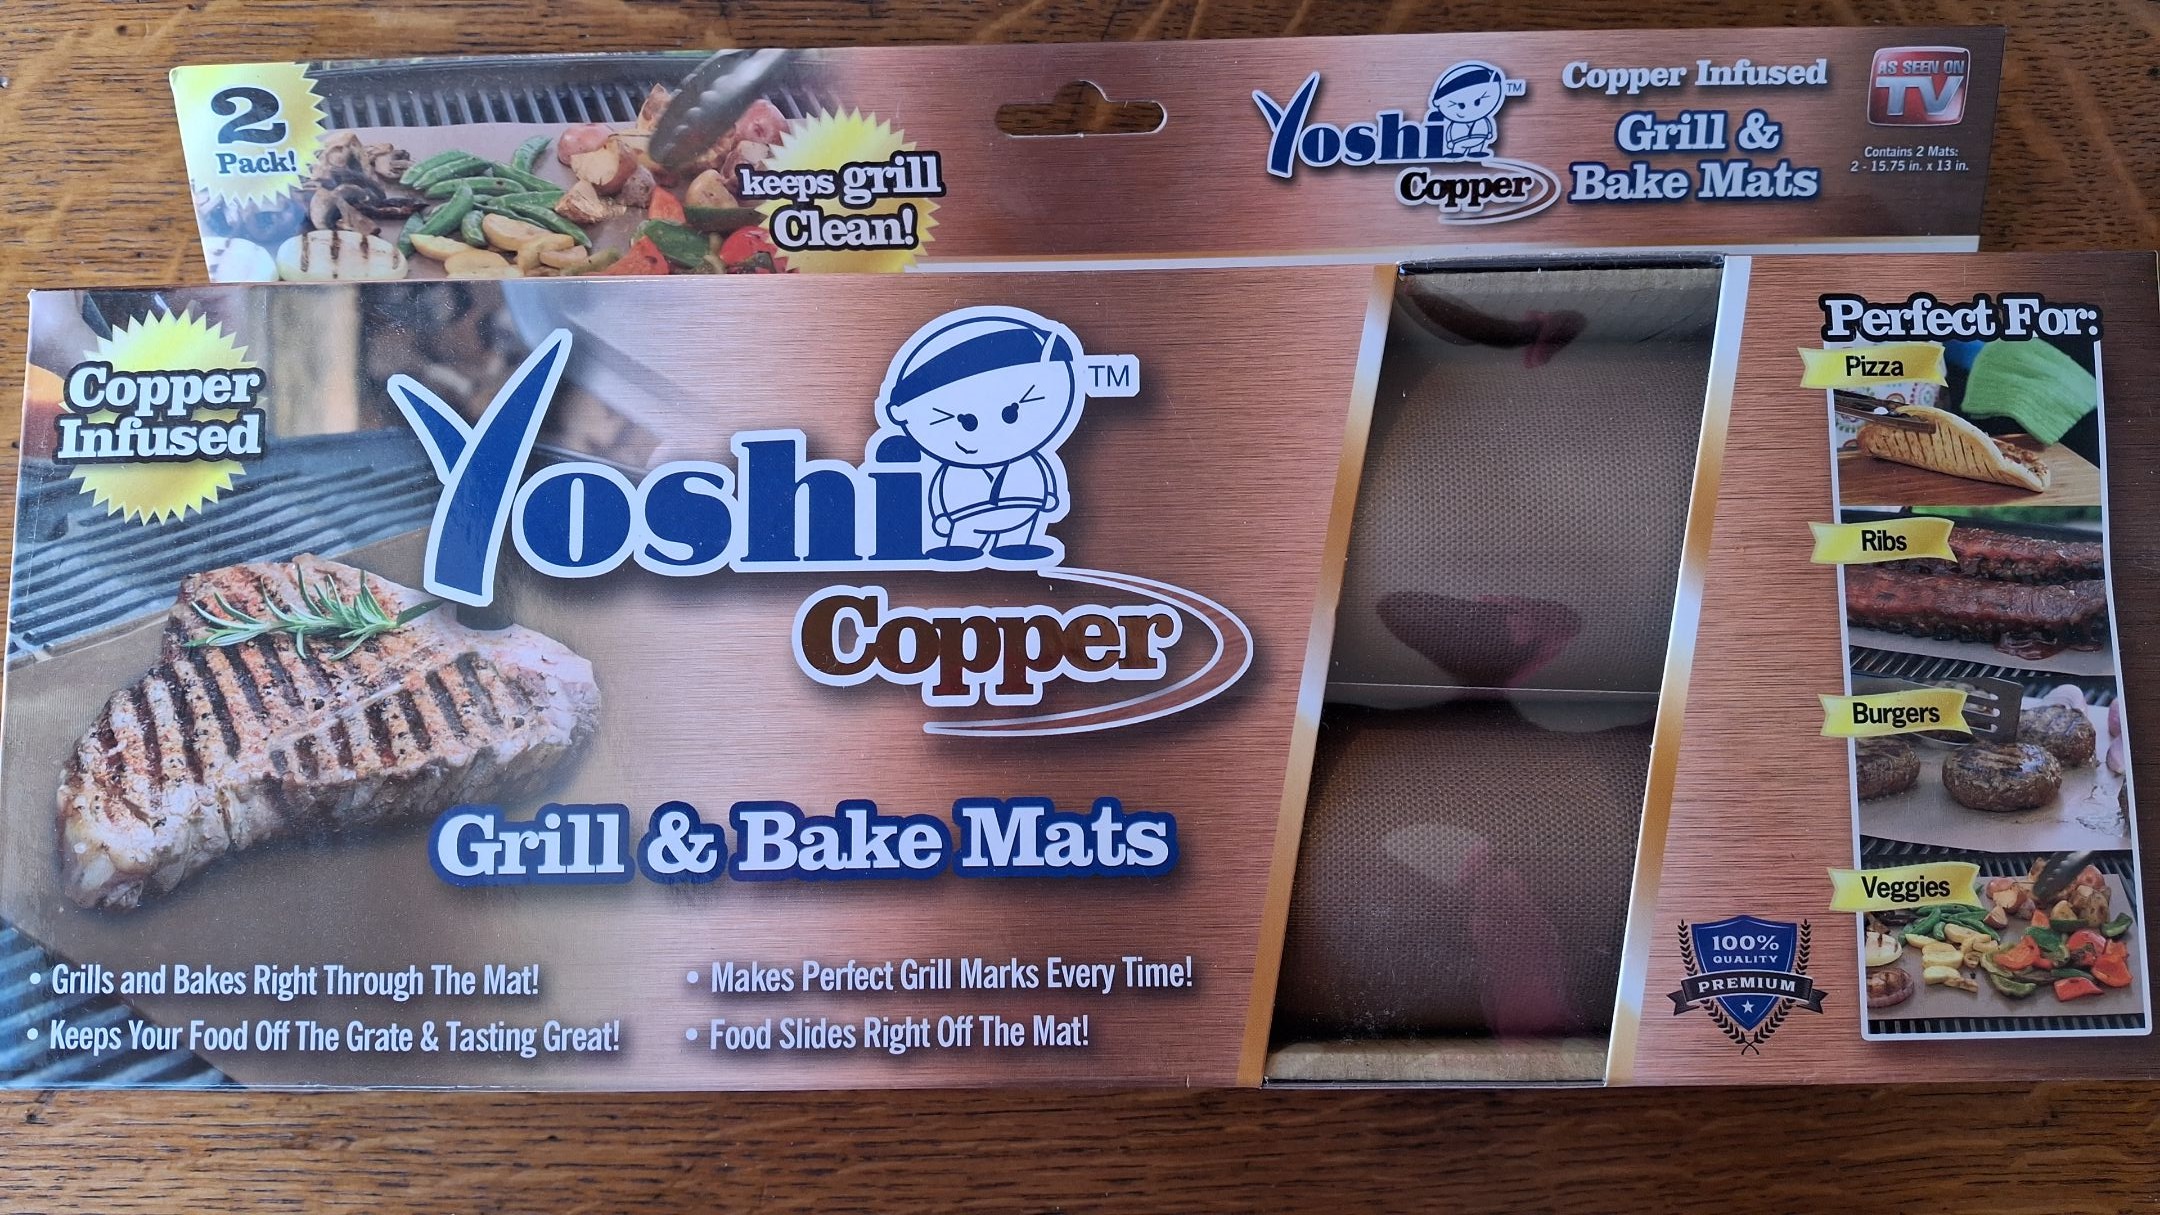 2
Pack!
keeps grill
Clean!
Yoshi TM
Copper
Copper Infused
Grill &
Bake Mats
AS SEEN ON
TV
Contains 2 Mats:
2 - 15.75 in. x 13 in.
Copper
Infused
Yoshi TM
Copper
Grill & Bake Mats
• Grills and Bakes Right Through The Mat!
• Keeps Your Food Off The Grate & Tasting Great!
• Makes Perfect Grill Marks Every Time!
• Food Slides Right Off The Mat!
Perfect For:
Pizza
Ribs
Burgers
Veggies
100%
QUALITY
PREMIUM